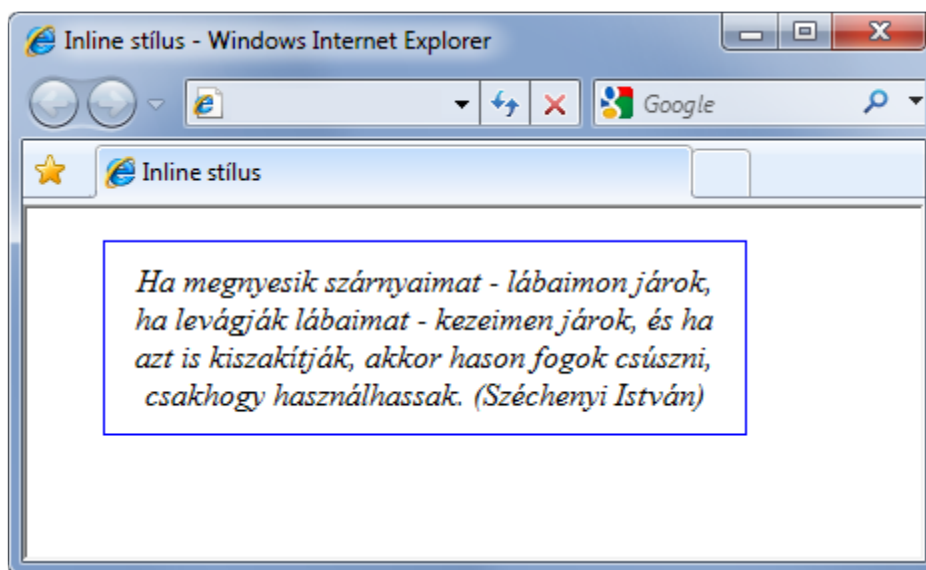 Inline stílus - Windows Internet Explorer
Google
Inline stílus
Ha megnyesik szárnyaimat - lábaimon járok,
ha levágják lábaimat - kezeimen járok, és ha
azt is kiszakítják, akkor hason fogok csúszni,
csakhogy használhassak. (Széchenyi István)